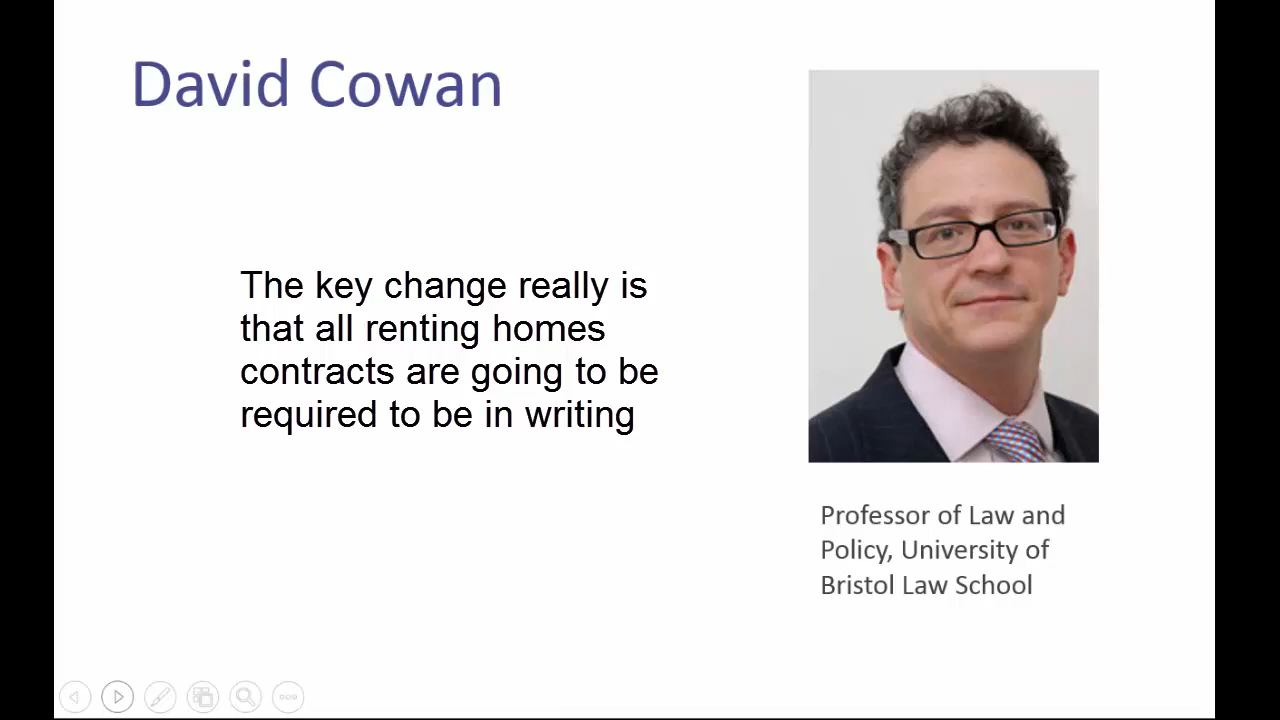 David Cowan
The key change really is
that all renting homes
contracts are going to be
required to be in writing
Professor of Law and
Policy, University of
Bristol Law School